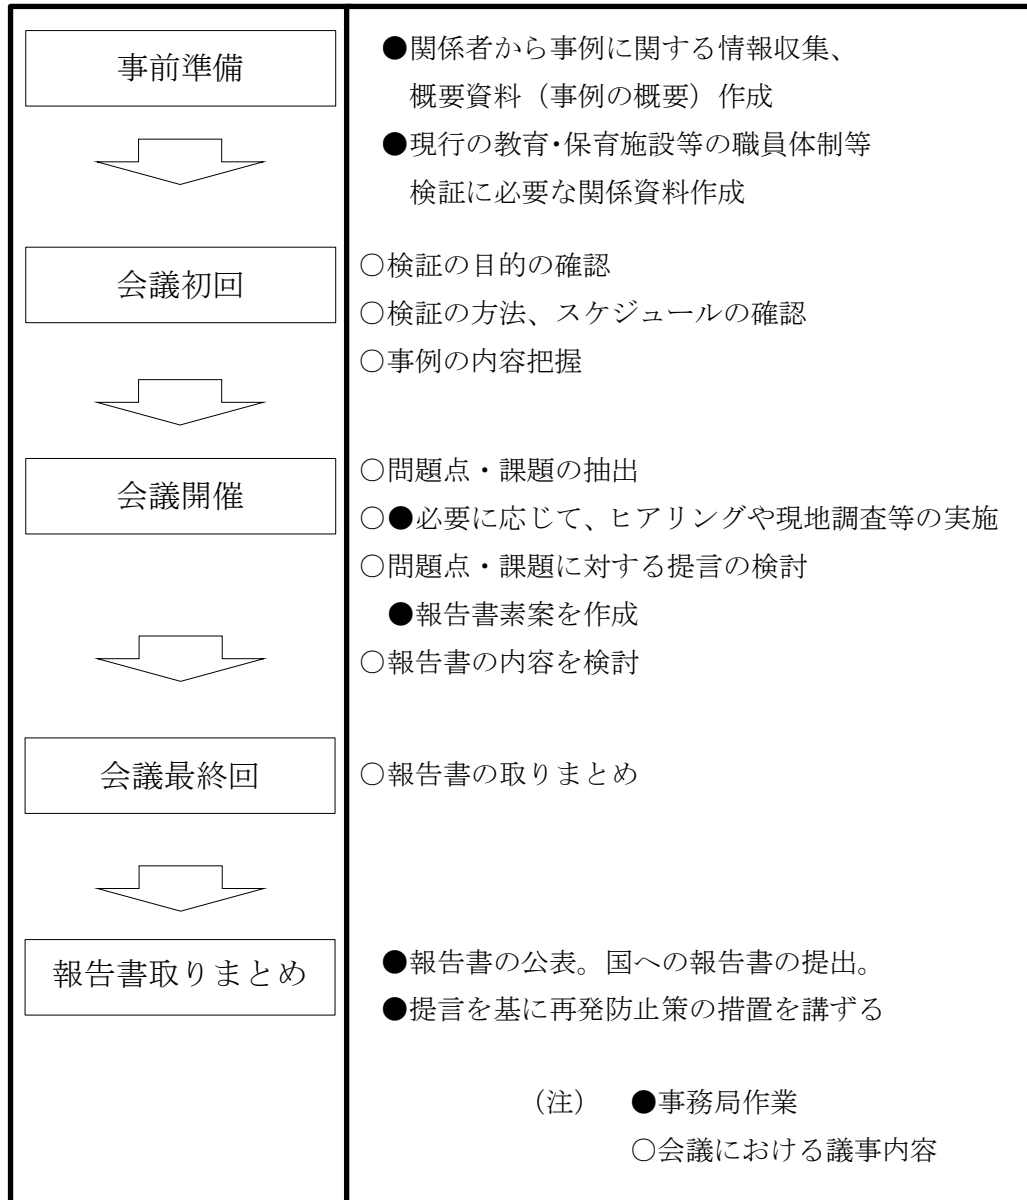 事前準備
●関係者から事例に関する情報収集、
概要資料（事例の概要）作成
●現行の教育･保育施設等の職員体制等
検証に必要な関係資料作成
会議初回
○検証の目的の確認
○検証の方法、スケジュールの確認
○事例の内容把握
会議開催
○問題点・課題の抽出
○●必要に応じて、ヒアリングや現地調査等の実施
○問題点・課題に対する提言の検討
●報告書素案を作成
○報告書の内容を検討
会議最終回
○報告書の取りまとめ
報告書取りまとめ
●報告書の公表。国への報告書の提出。
●提言を基に再発防止策の措置を講ずる
（注）　●事務局作業
○会議における議事内容